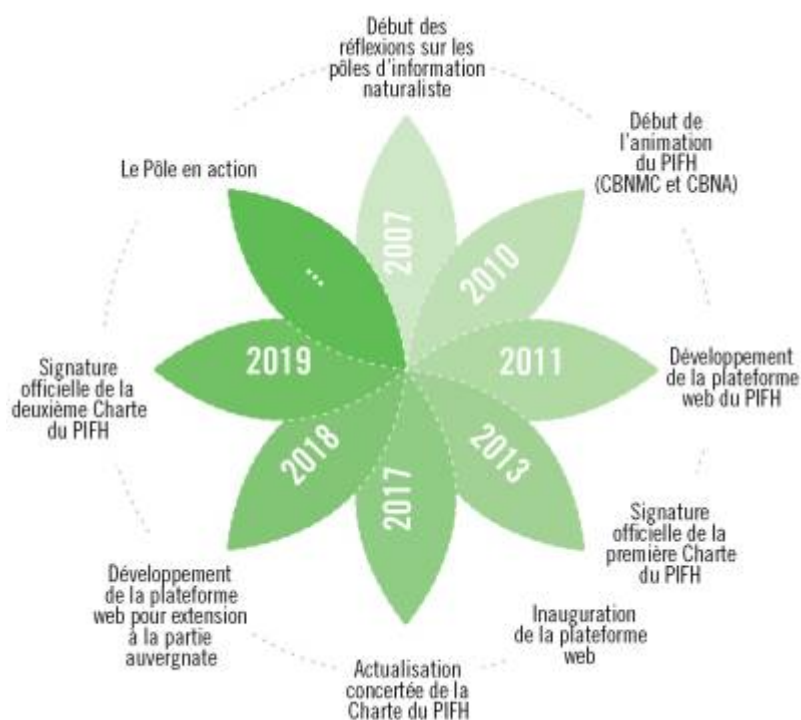 Début des
réflexions sur les
pôles d'information
naturaliste
2007
Début de
l'animation
du PIFH
(CBNMC et CBNA)
2010
Développement
de la plateforme
web du PIFH
2011
Signature
officielle de la
première Charte
du PIFH
2013
Inauguration
de la plateforme
web
Actualisation
concertée de la
Charte du PIFH
2017
Développement
de la plateforme
web pour extension
à la partie
auvergnate
2018
Signature
officielle de la
deuxième Charte
du PIFH
2019
Le Pôle en action
...